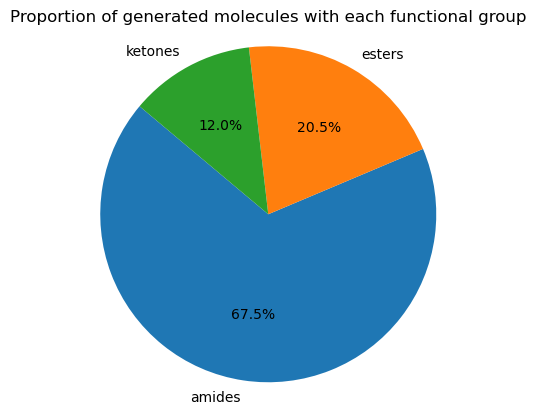 Proportion of generated molecules with each functional group
ketones
esters
12.0%
20.5%
67.5%
amides